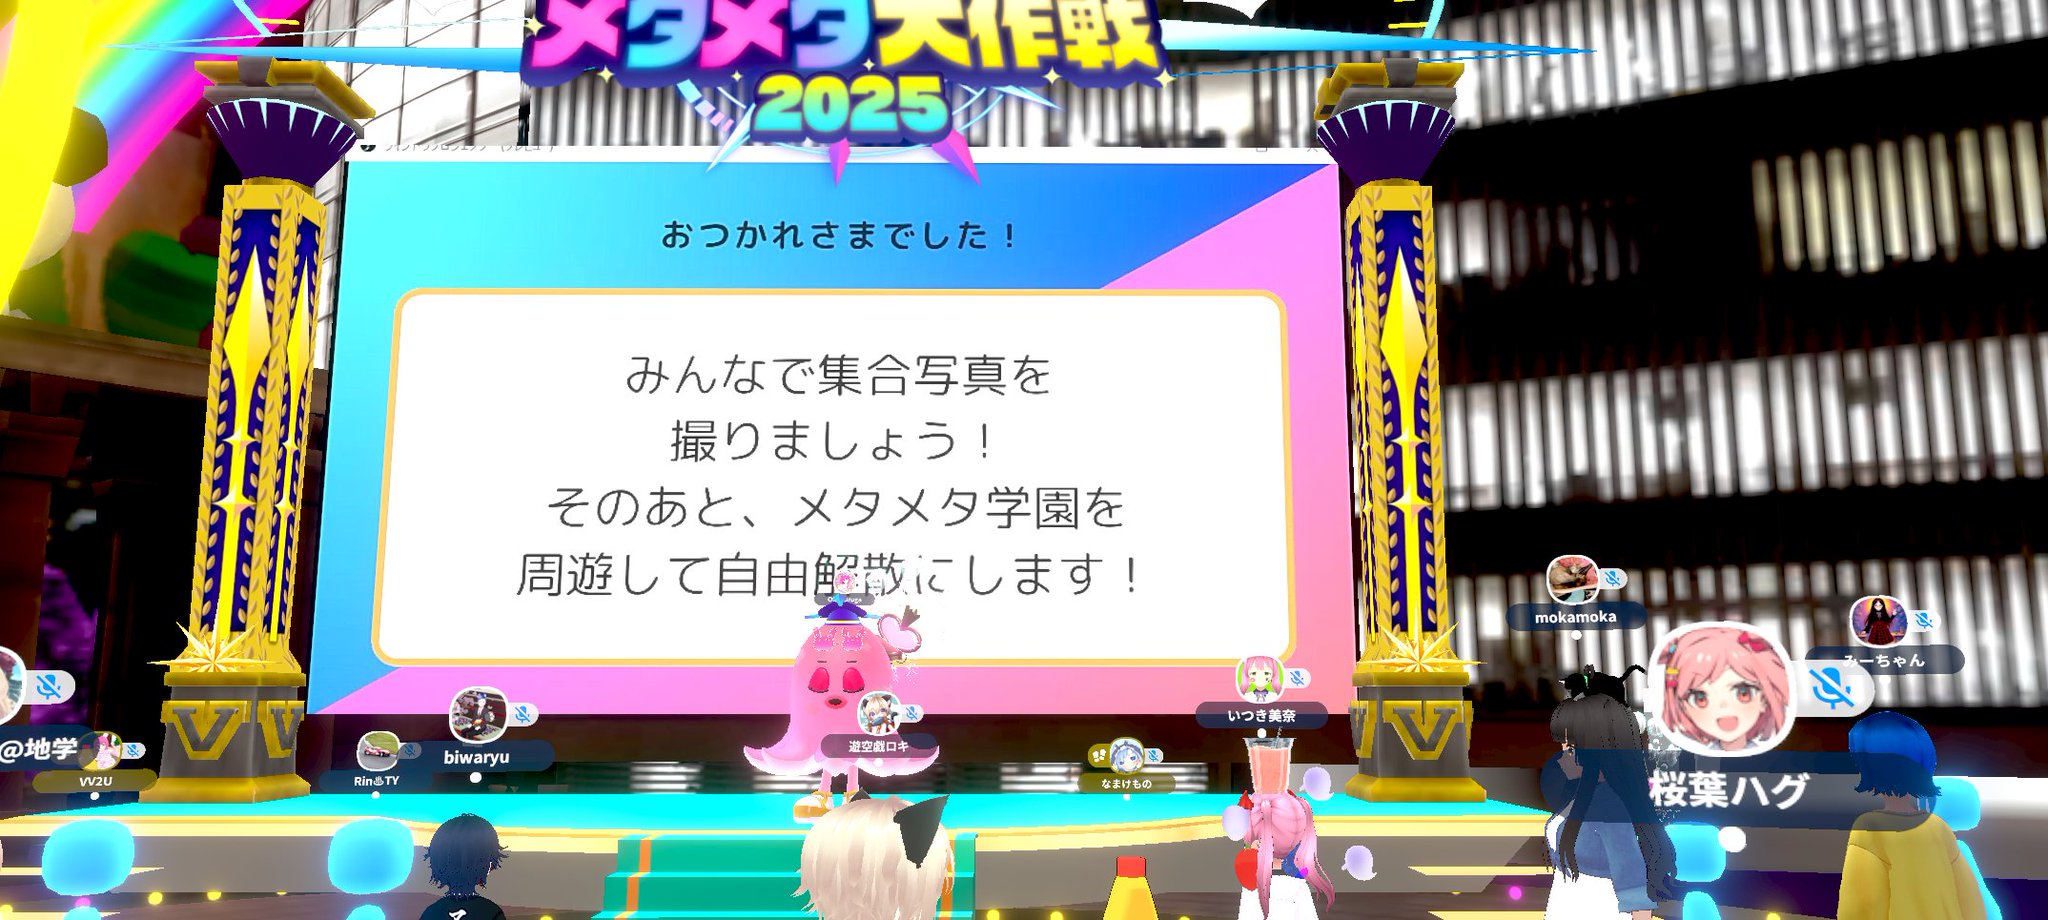 メタメタ大作戦
2025
おつかれさまでした！
みんなで集合写真を
撮りましょう！
そのあと、メタメタ学園を
周遊して自由解散にします！
mokamoka
みーちゃん
桜葉ハグ
いつき美奈
遊空戯ロキ
なまけもの
biwaryu
Rin♨TY
@地学
VV2U
V
V
V
V